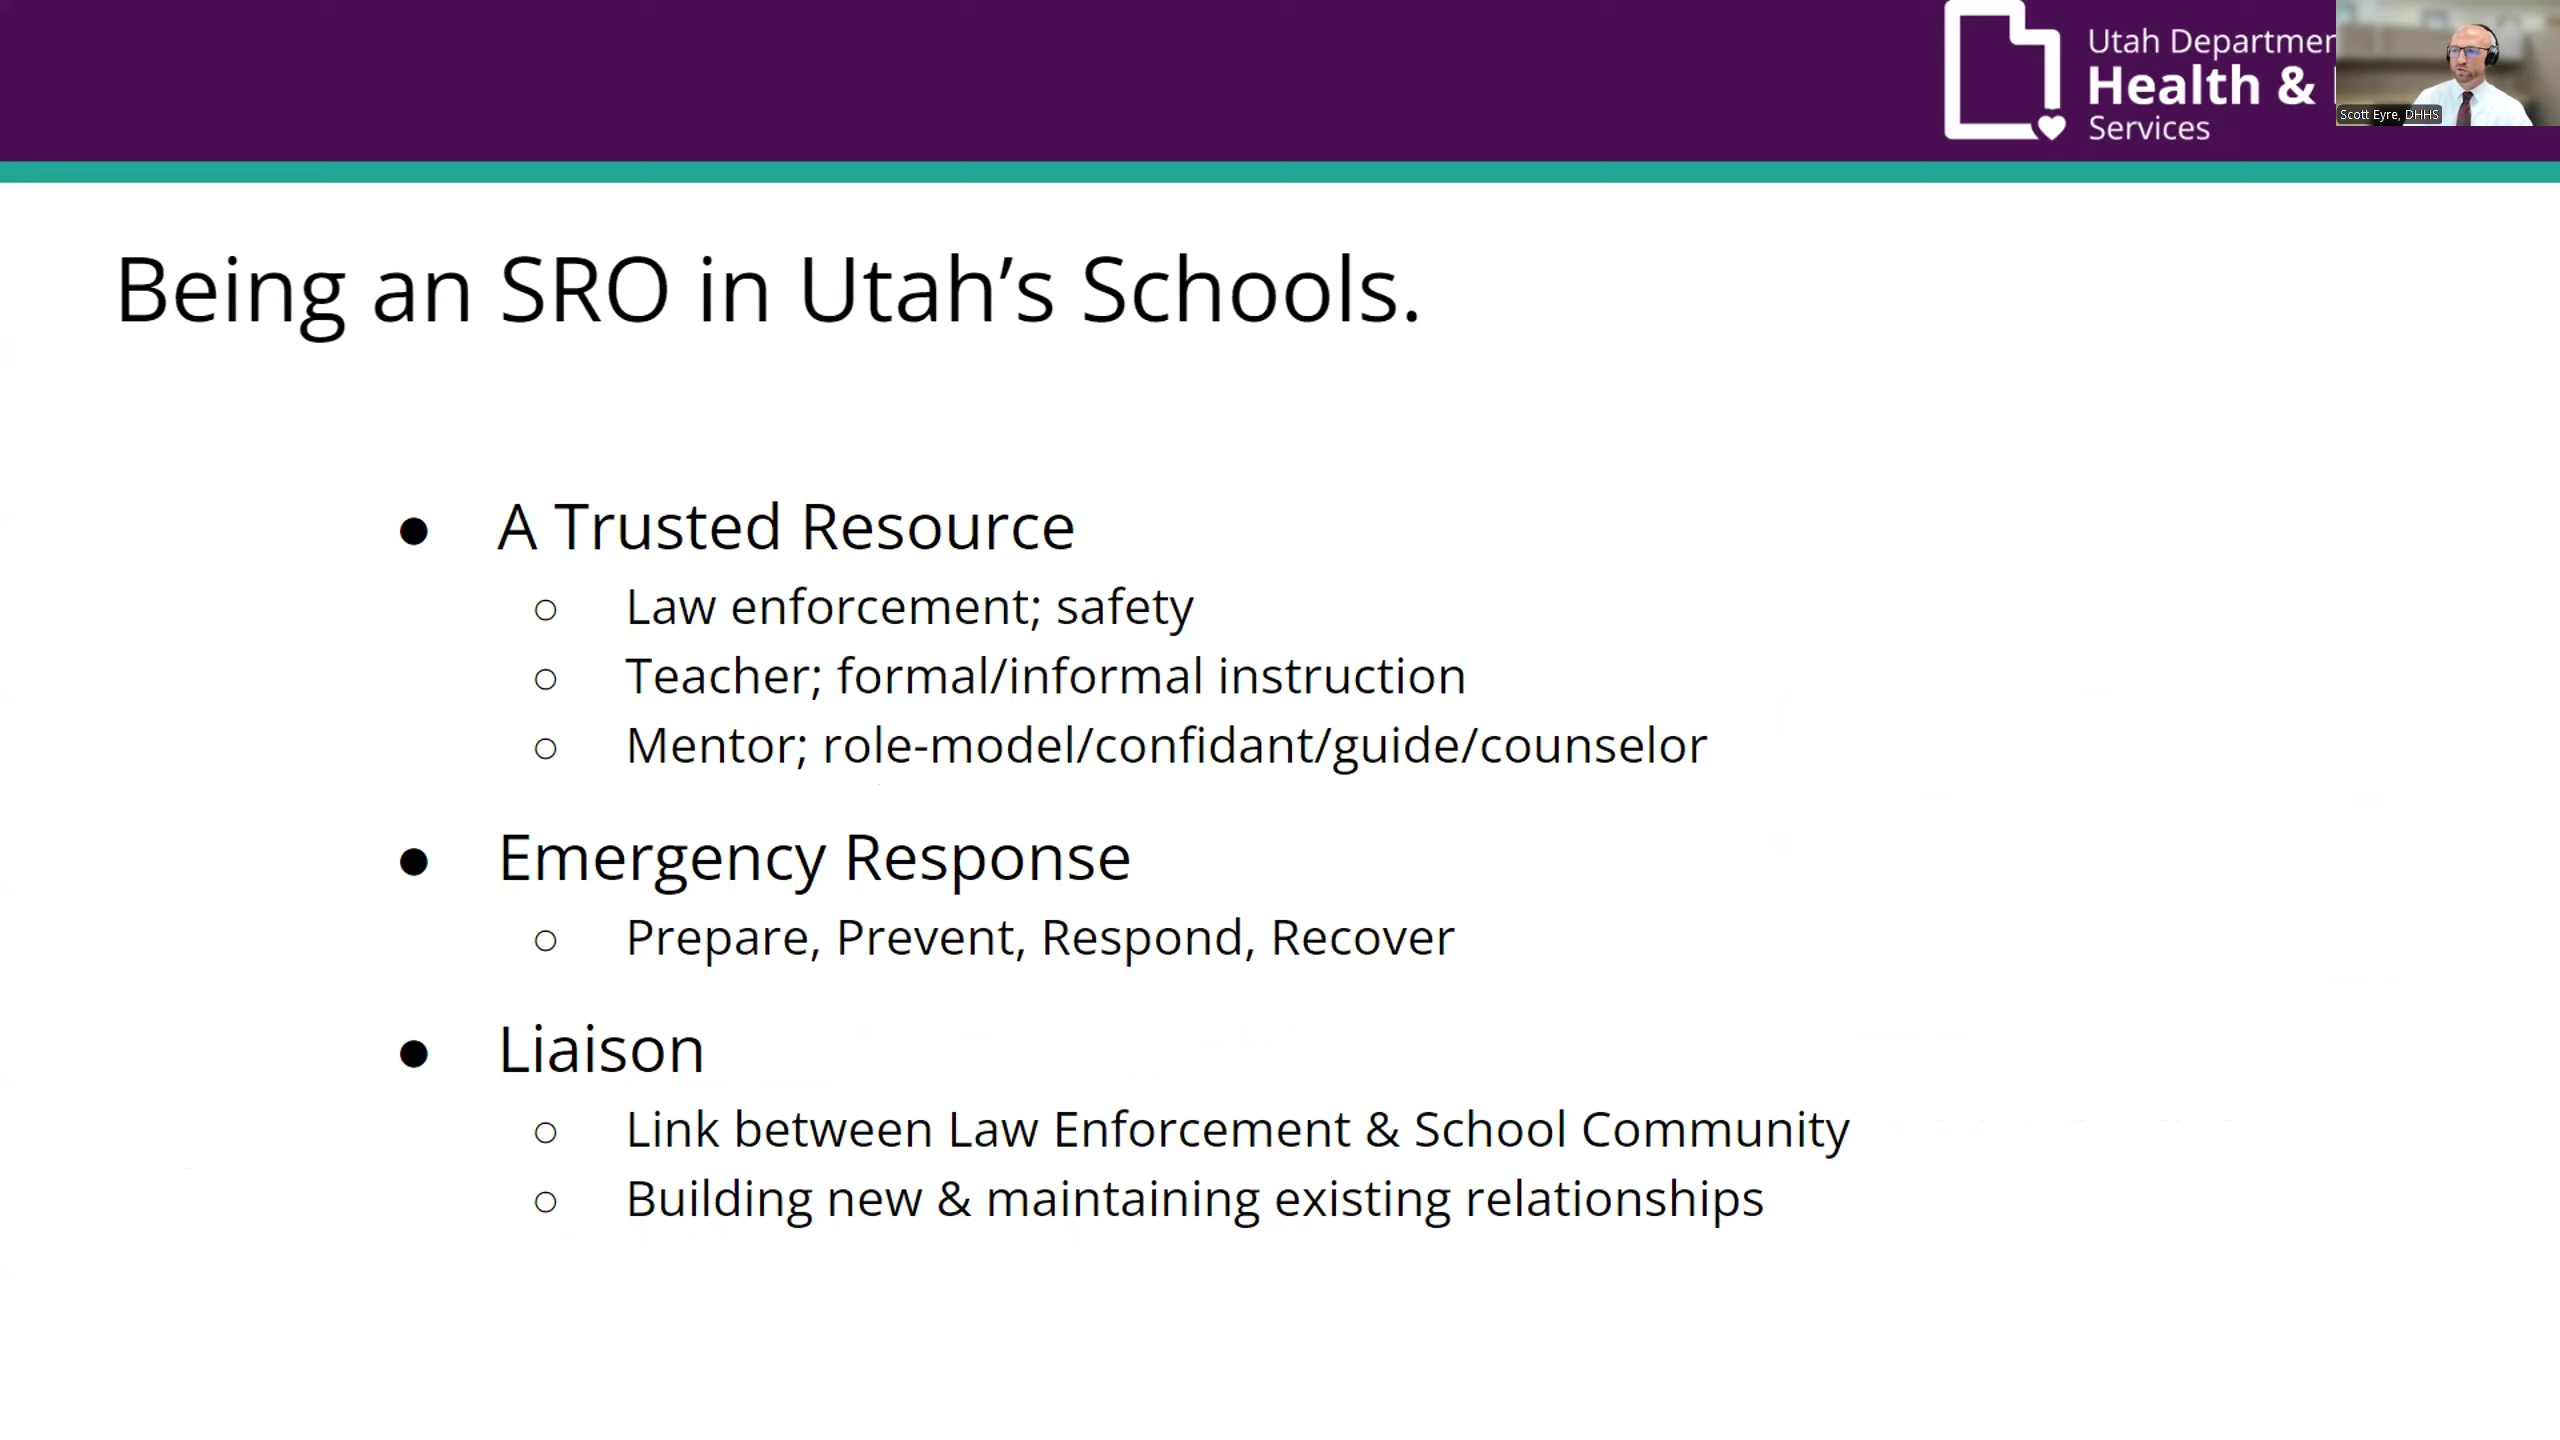 Utah Departmen
Health &
Services
Scott Eyre, DHHS
Being an SRO in Utah’s Schools.
● A Trusted Resource
○ Law enforcement; safety
○ Teacher; formal/informal instruction
○ Mentor; role-model/confidant/guide/counselor
● Emergency Response
○ Prepare, Prevent, Respond, Recover
● Liaison
○ Link between Law Enforcement & School Community
○ Building new & maintaining existing relationships